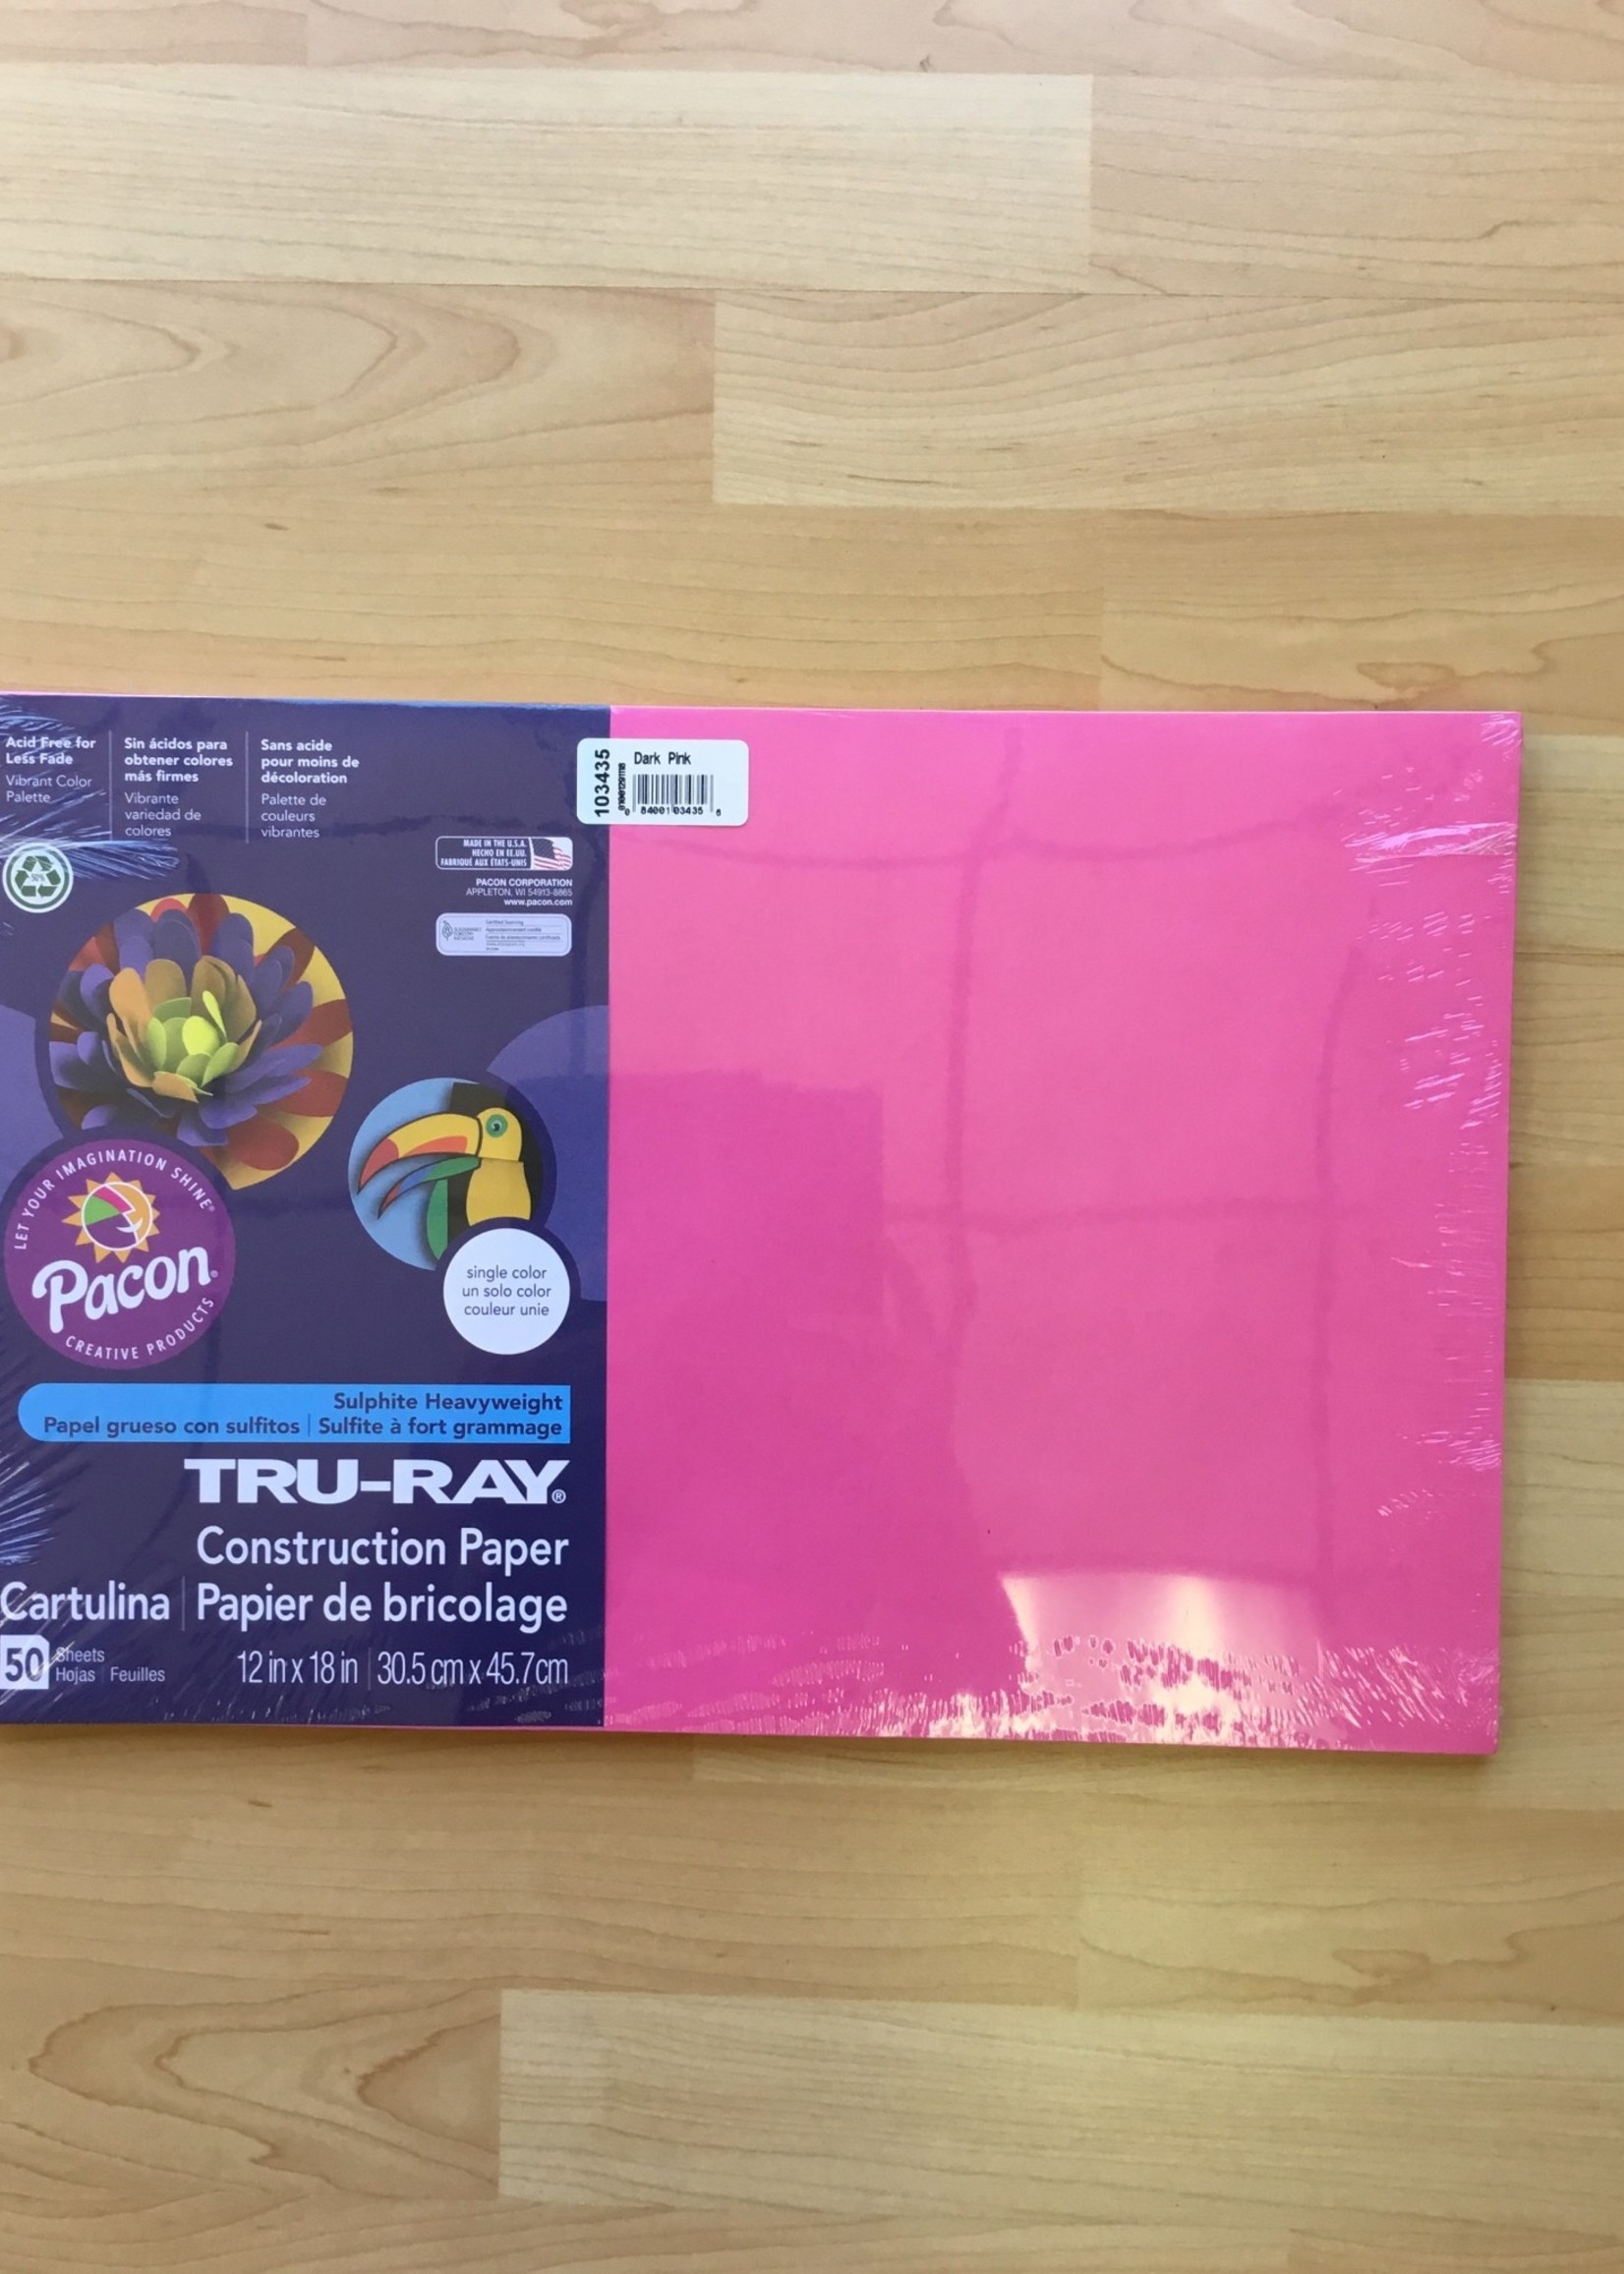 Acid Free for
Less Fade
Vibrant Color
Palette
Sin ácidos para
obtener colores
más firmes
Vibrante
variedad de
colores
Sans acide
pour moins de
décoloration
Palette de
couleurs
vibrantes
103435
Dark Pink
84001 03435
MADE IN THE U.S.A.
HECHO EN EE.UU.
FABRIQUÉ AUX ÉTATS-UNIS
PACON CORPORATION
APPLETON, WI 54913-8865
www.pacon.com
Certified Sourcing
LET YOUR IMAGINATION SHINE®
Pacon®
CREATIVE PRODUCTS
single color
un solo color
couleur unie
Sulphite Heavyweight
Papel grueso con sulfitos | Sulfite à fort grammage
TRU-RAY®
Construction Paper
Cartulina | Papier de bricolage
50 Sheets
Hojas | Feuilles
12 in x 18 in | 30.5 cm x 45.7cm